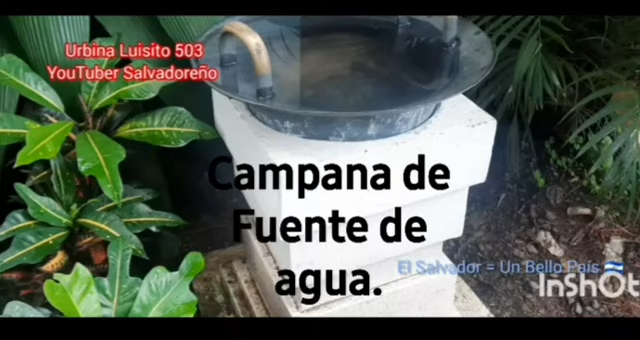 Urbina Luisito 503
YouTuber Salvadoreño
Campana de
Fuente de
agua.
El Salvador = Un Bello País 🇸🇻
InShOt